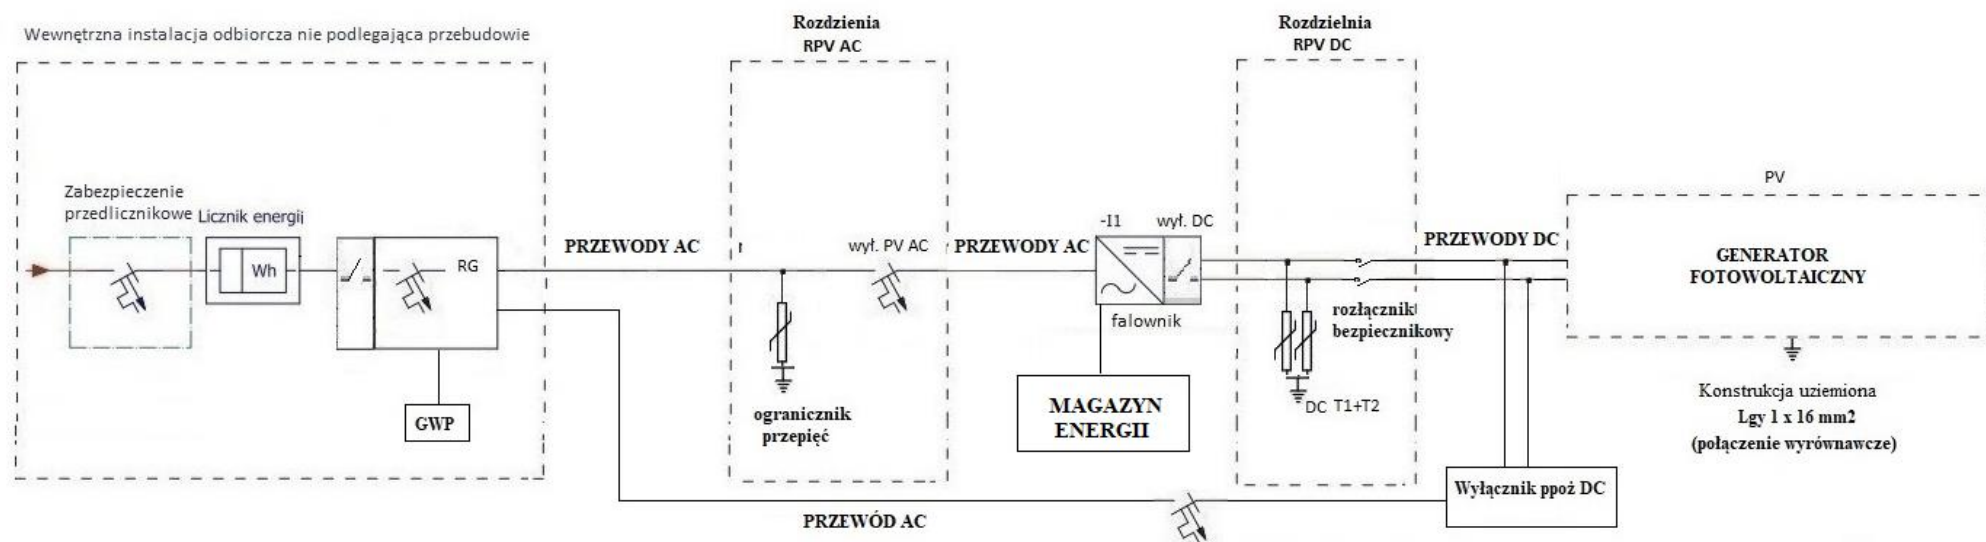 Wewnętrzna instalacja odbiorcza nie podlegająca przebudowie
Zabezpieczenie
przedlicznikowe
Licznik energii
Wh
RG
GWP
PRZEWODY AC
Rozdzienia
RPV AC
wył. PV AC
ogranicznik
przepięć
PRZEWODY AC
-I1
wył. DC
falownik
MAGAZYN
ENERGII
Rozdzielnia
RPV DC
rozłącznik
bezpiecznikowy
DC T1+T2
PRZEWODY DC
PV
GENERATOR
FOTOWOLTAICZNY
Konstrukcja uziemiona
Lgy 1 x 16 mm2
(połączenie wyrównawcze)
Wyłącznik ppoż DC
PRZEWÓD AC